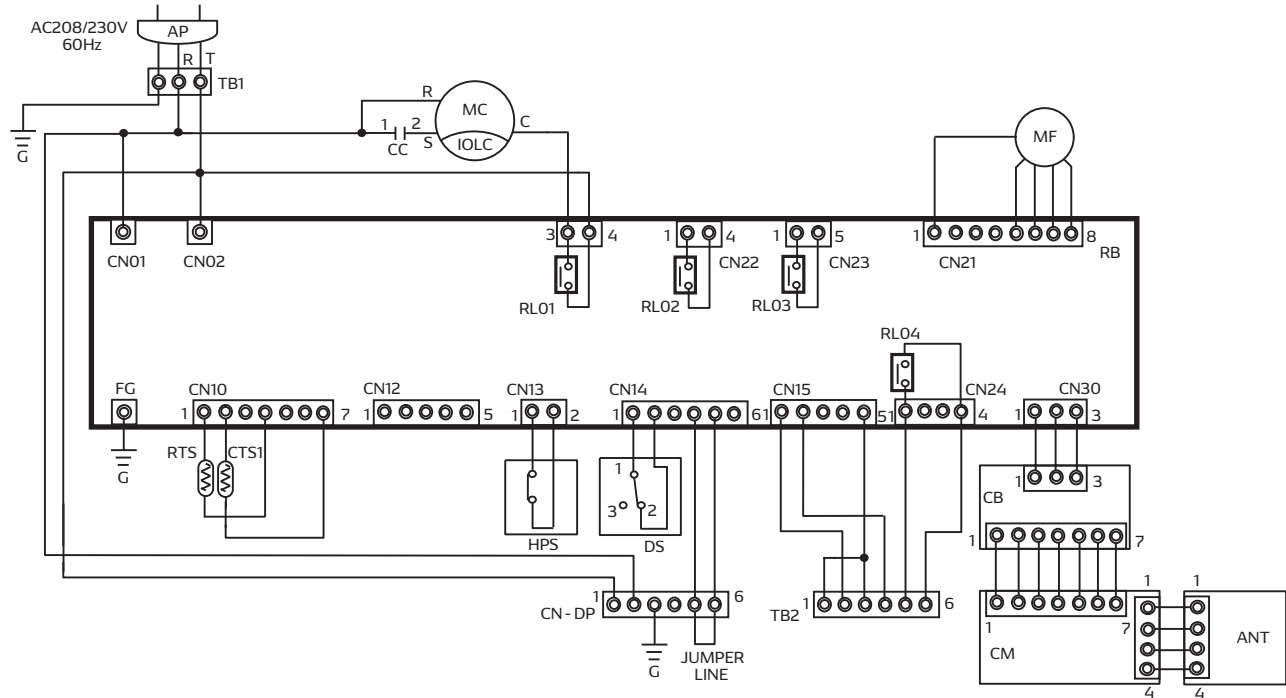 AC208/230V
60Hz
AP
R T
TB1
G
R
MC
1 2
CC
S
IOLC
C
MF
CN01
CN02
3 4
RL01
1 4
CN22
RL02
1 5
CN23
RL03
1 8
CN21
RB
RL04
FG
G
CN10
1 7
RTS
CTS1
CN12
1 5
CN13
1 2
HPS
CN14
1 6
1
3 2
DS
CN15
1 5
CN24
1 4
CN30
1 3
1 3
CB
1 7
1 7
CM
1
4
1
4
ANT
1 6
CN-DP
G
JUMPER
LINE
TB2
1 6